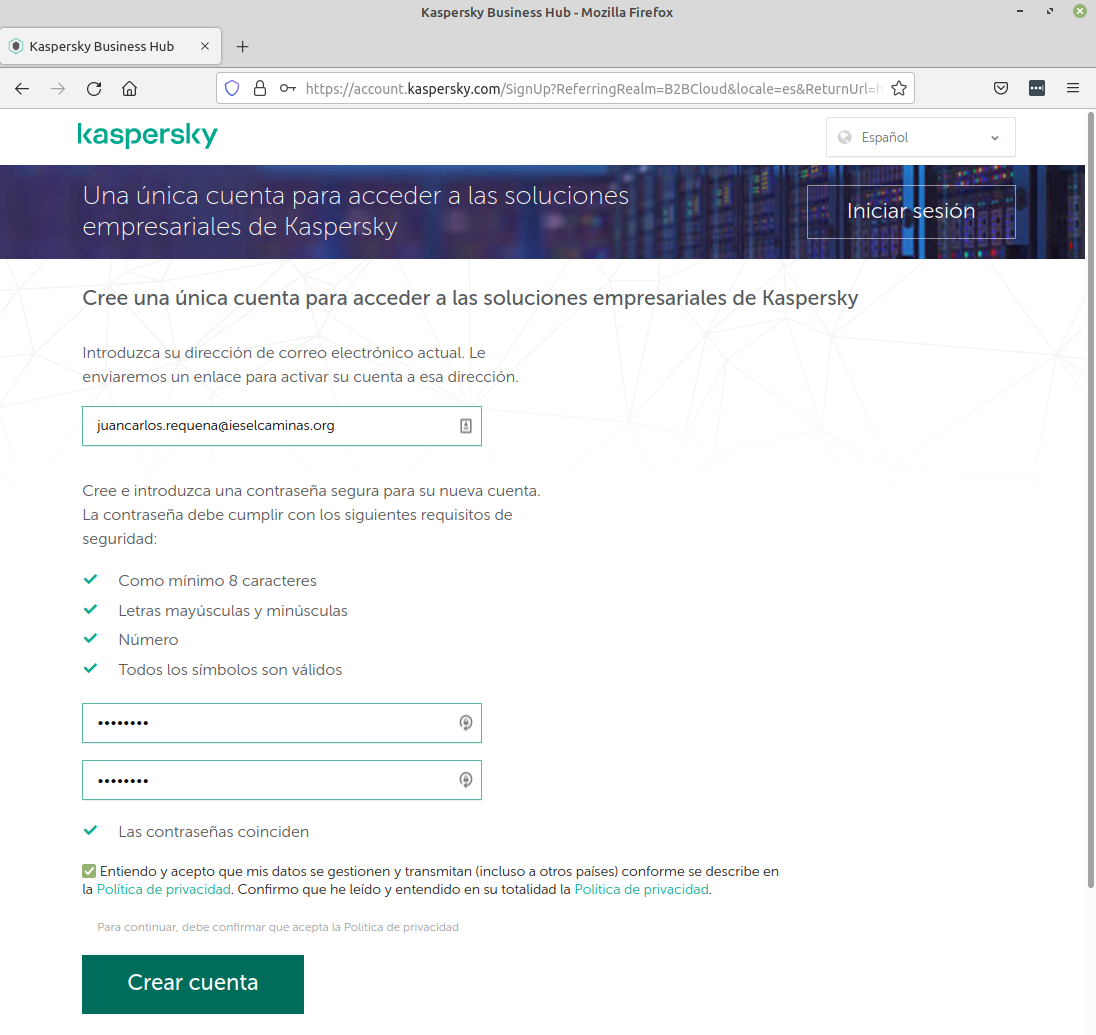 Kaspersky Business Hub - Mozilla Firefox
Kaspersky Business Hub
https://account.kaspersky.com/SignUp?ReferringRealm=B2BCloud&locale=es&ReturnUrl=h
kaspersky
Español
Una única cuenta para acceder a las soluciones
empresariales de Kaspersky
Iniciar sesión
Cree una única cuenta para acceder a las soluciones empresariales de Kaspersky
Introduzca su dirección de correo electrónico actual. Le
enviaremos un enlace para activar su cuenta a esa dirección.
juancarlos.requena@ieselcaminas.org
Cree e introduzca una contraseña segura para su nueva cuenta.
La contraseña debe cumplir con los siguientes requisitos de
seguridad:
Como mínimo 8 caracteres
Letras mayúsculas y minúsculas
Número
Todos los símbolos son válidos
••••••••
••••••••
Las contraseñas coinciden
Entiendo y acepto que mis datos se gestionen y transmitan (incluso a otros países) conforme se describe en
la Política de privacidad. Confirmo que he leído y entendido en su totalidad la Política de privacidad.
Para continuar, debe confirmar que acepta la Política de privacidad
Crear cuenta